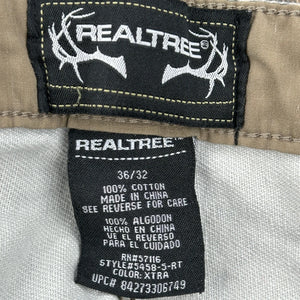 REALTREE®
REALTREE®
36/32
100% COTTON
MADE IN CHINA
SEE REVERSE FOR CARE
100% ALGODON
HECHO EN CHINA
VE EL REVERSO
PARA EL CUIDADO
RN#57116
STYLE#5458-5-RT
COLOR: XTRA
UPC# 84273306749